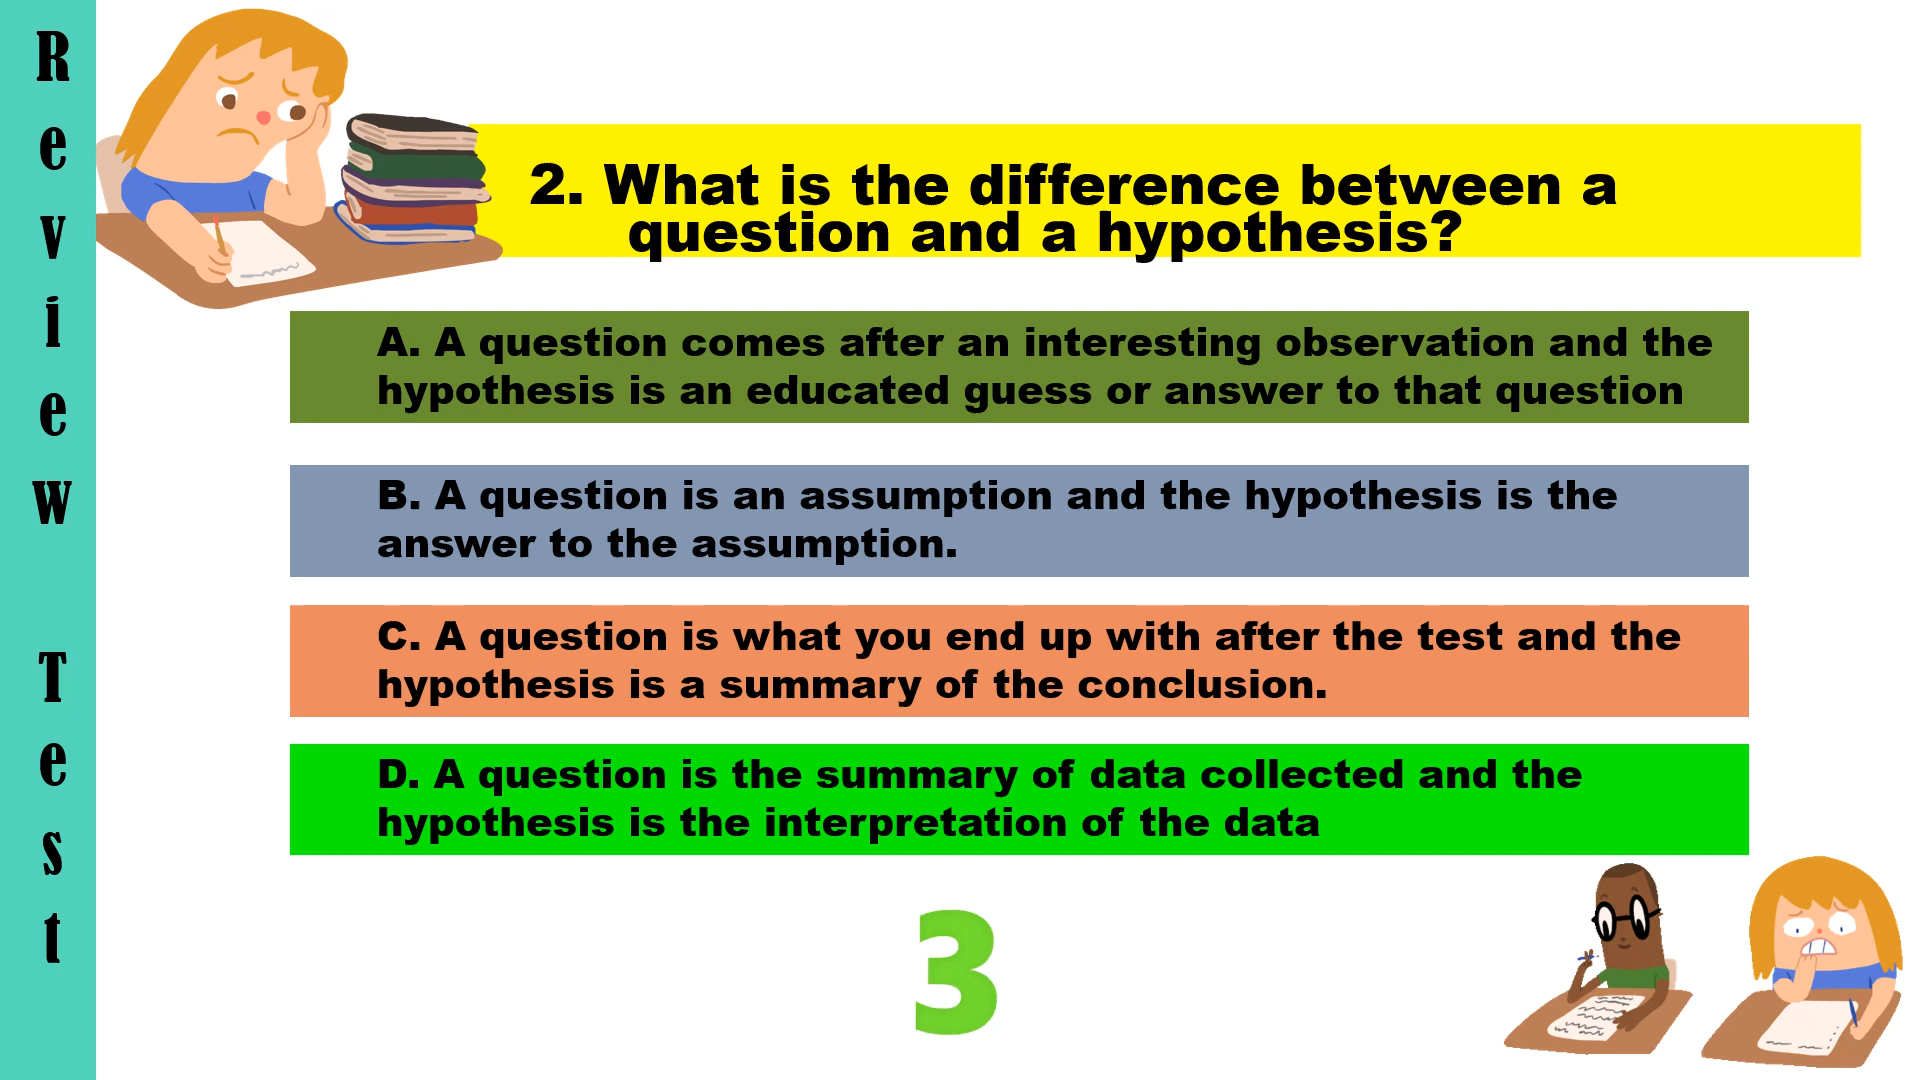 Review Test
2. What is the difference between a
question and a hypothesis?
A. A question comes after an interesting observation and the
hypothesis is an educated guess or answer to that question
B. A question is an assumption and the hypothesis is the
answer to the assumption.
C. A question is what you end up with after the test and the
hypothesis is a summary of the conclusion.
D. A question is the summary of data collected and the
hypothesis is the interpretation of the data
3